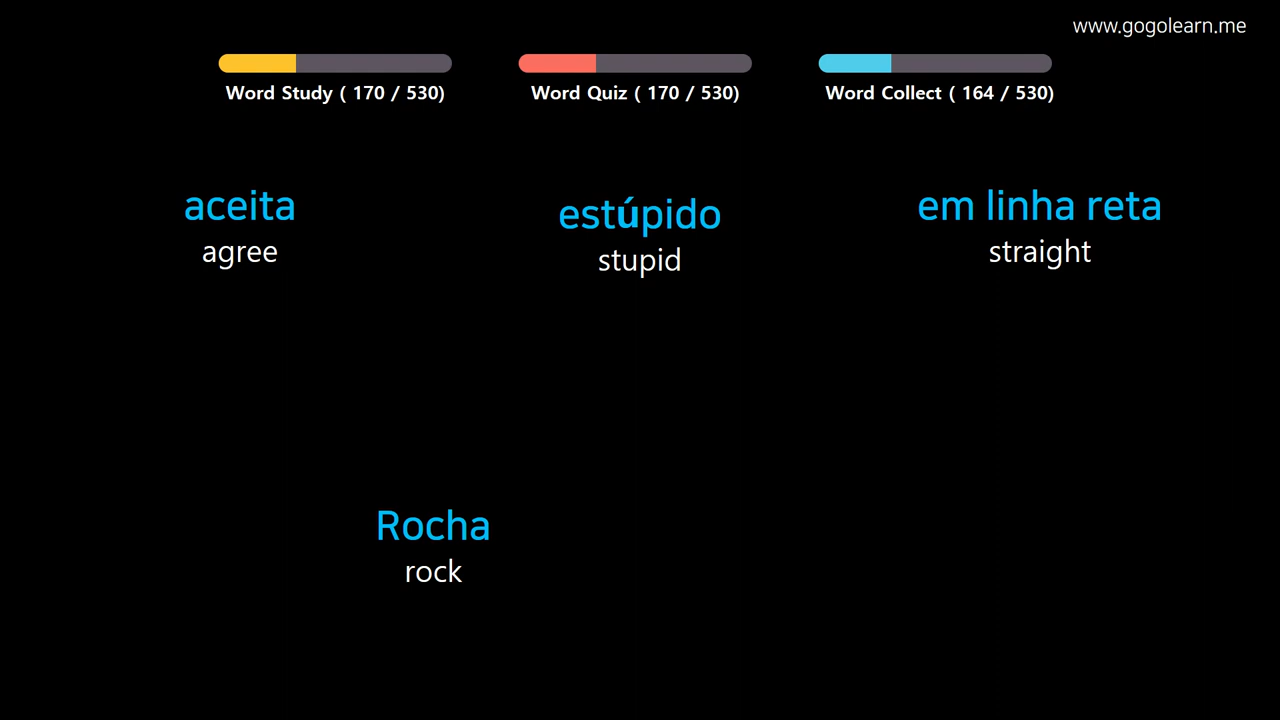 www.gogolearn.me
Word Study ( 170 / 530)
Word Quiz ( 170 / 530)
Word Collect ( 164 / 530)
aceita
agree
estúpido
stupid
em linha reta
straight
Rocha
rock